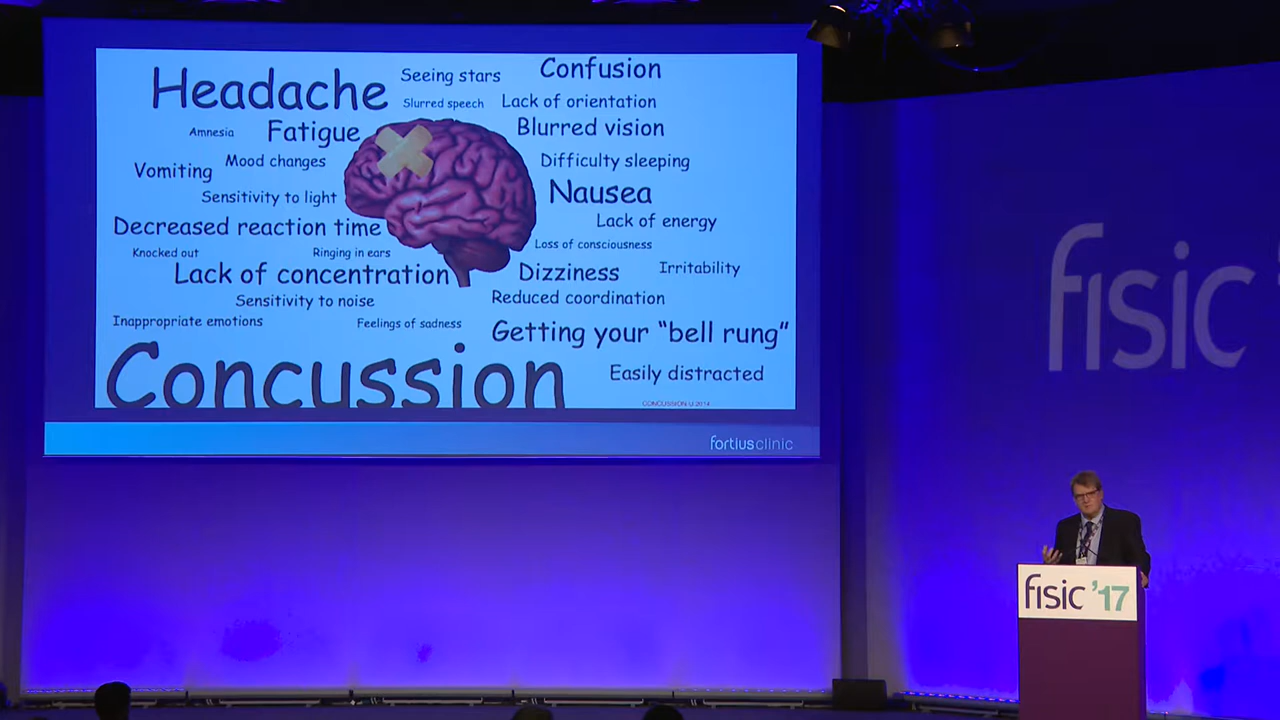 Headache
Seeing stars
Confusion
Slurred speech
Lack of orientation
Amnesia
Fatigue
Blurred vision
Vomiting
Mood changes
Difficulty sleeping
Sensitivity to light
Nausea
Decreased reaction time
Lack of energy
Knocked out
Ringing in ears
Loss of consciousness
Lack of concentration
Dizziness
Irritability
Sensitivity to noise
Reduced coordination
Inappropriate emotions
Feelings of sadness
Getting your “bell rung”
Concussion
Easily distracted
CONCUSSION U 2014
fortiusclinic
fisic '
fisic '17